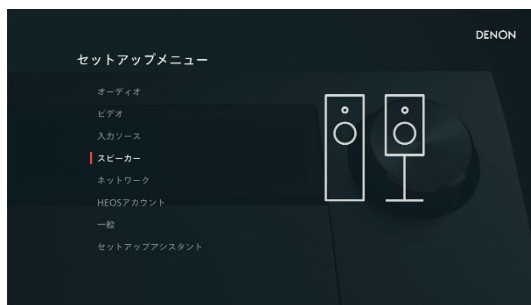 DENON
セットアップメニュー
オーディオ
ビデオ
入力ソース
スピーカー
ネットワーク
HEOSアカウント
一般
セットアップアシスタント